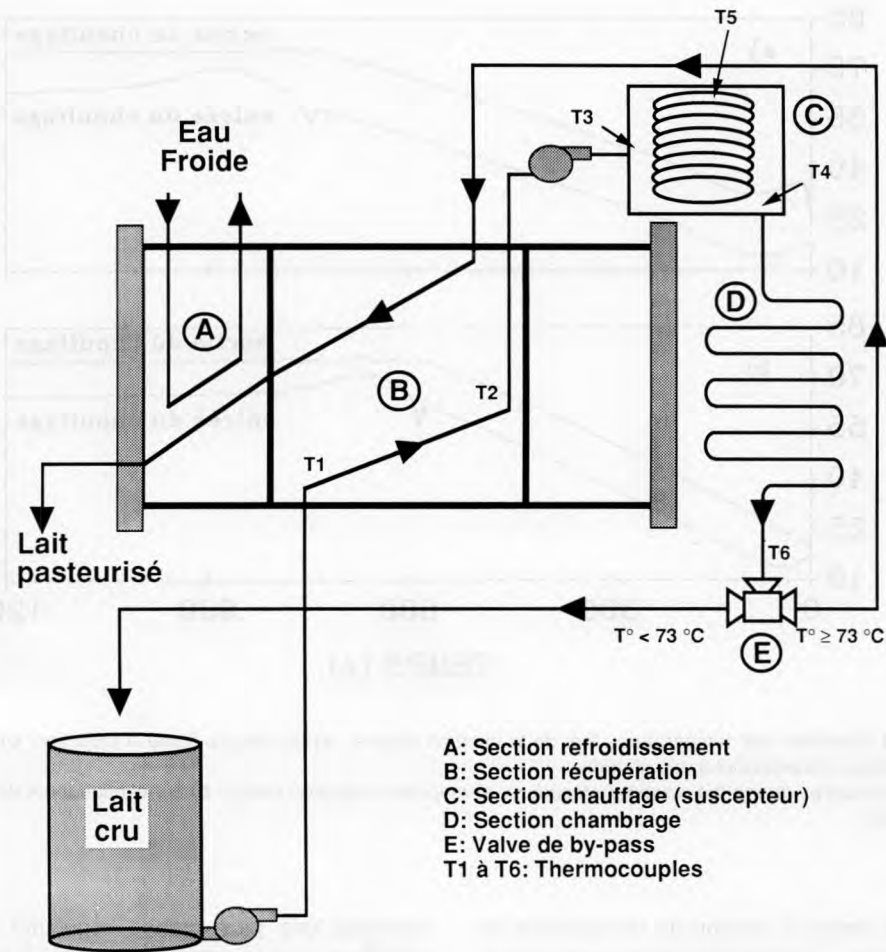 T5
C
T3
Eau
Froide
T4
A
D
B
T2
T1
Lait
pasteurisé
T6
T° < 73 °C
T° ≥ 73 °C
E
Lait
cru
A: Section refroidissement
B: Section récupération
C: Section chauffage (suscepteur)
D: Section chambrage
E: Valve de by-pass
T1 à T6: Thermocouples